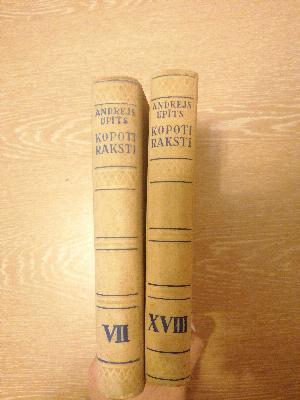 ANDREJS
UPĪTS
KOPOTI
RAKSTI
VII
ANDREJS
UPĪTS
KOPOTI
RAKSTI
XVIII